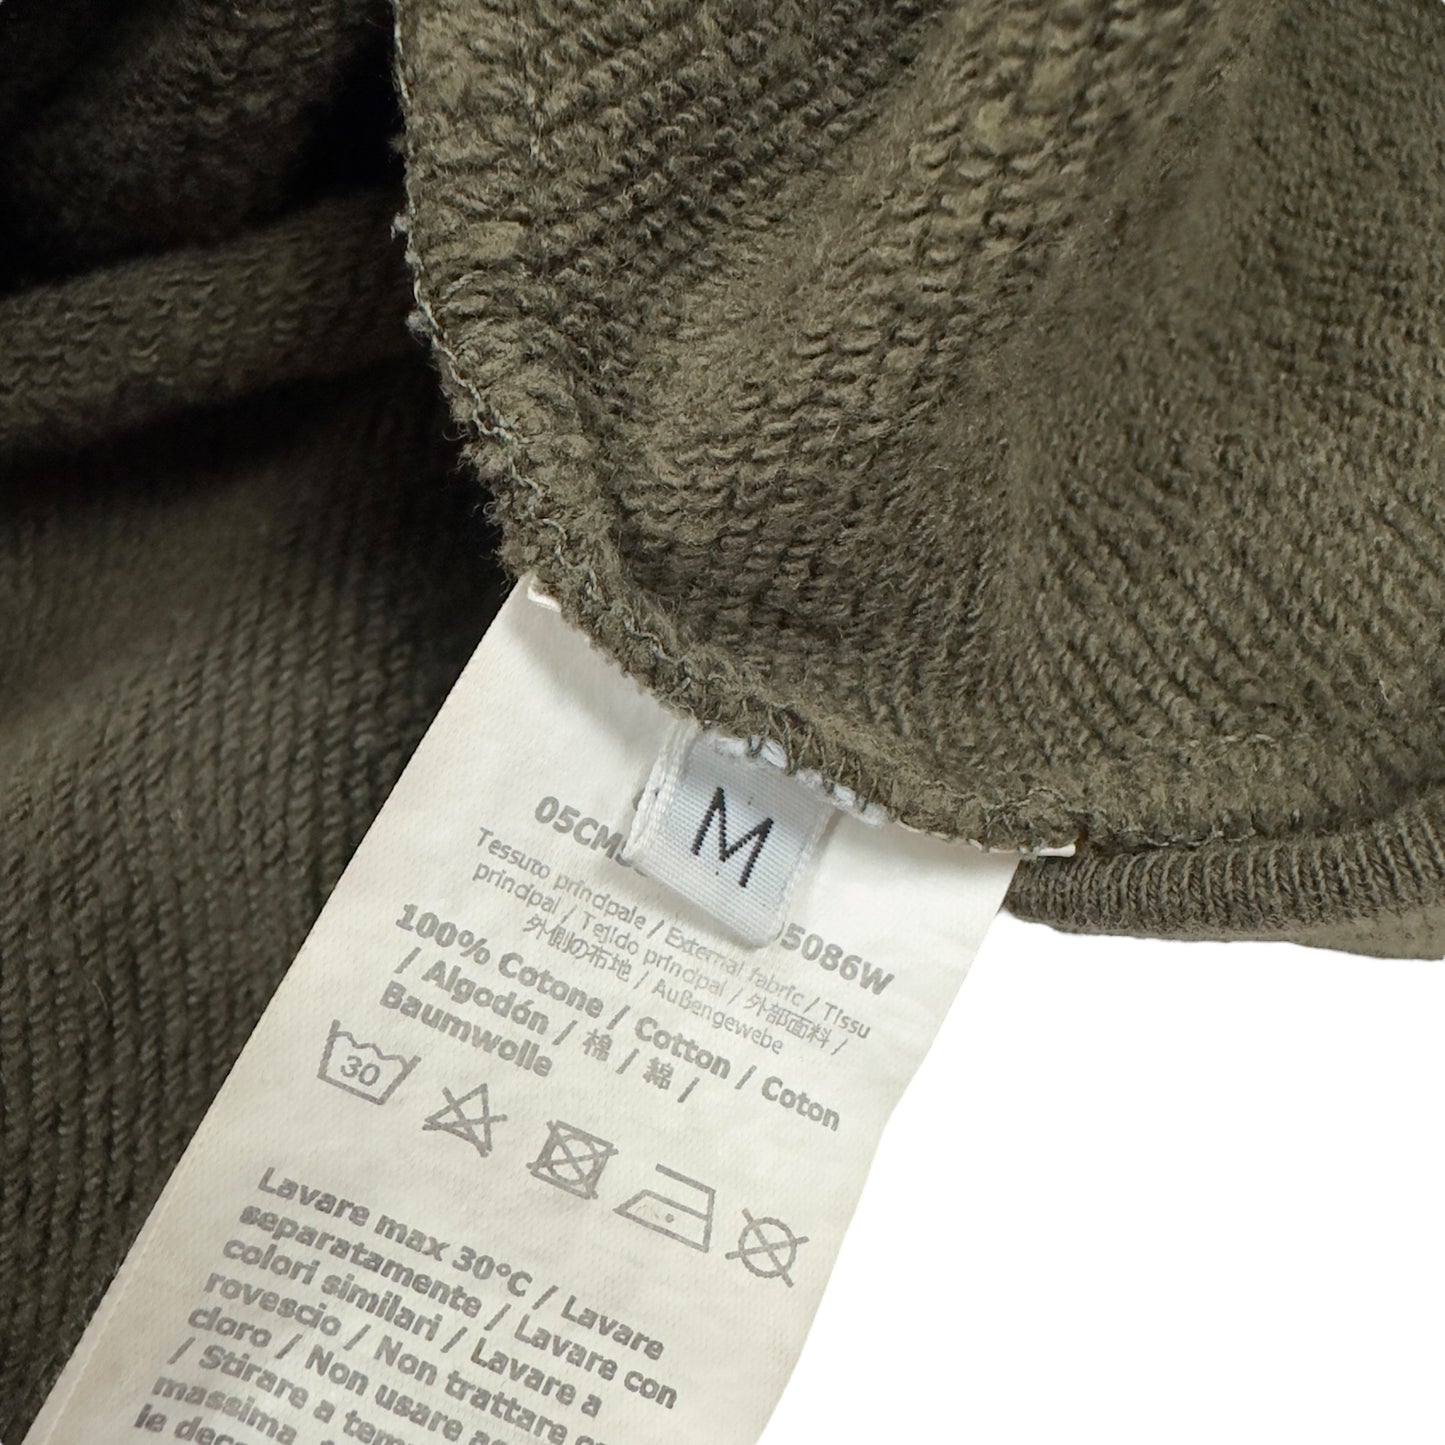 M
05CM
5086W
Tessuto principale / External fabric / Tissu
principal / Tejido principal / 外部面料 /
外側の布地 / Außengewebe
100% Cotone / Cotton / Coton
/ Algodón / 棉 / 綿 /
Baumwolle
30
Lavare max 30°C / Lavare
separatamente / Lavare con
colori similari / Lavare a
rovescio / Non trattare con
cloro / Non usare
/ Stirare a
massima
le